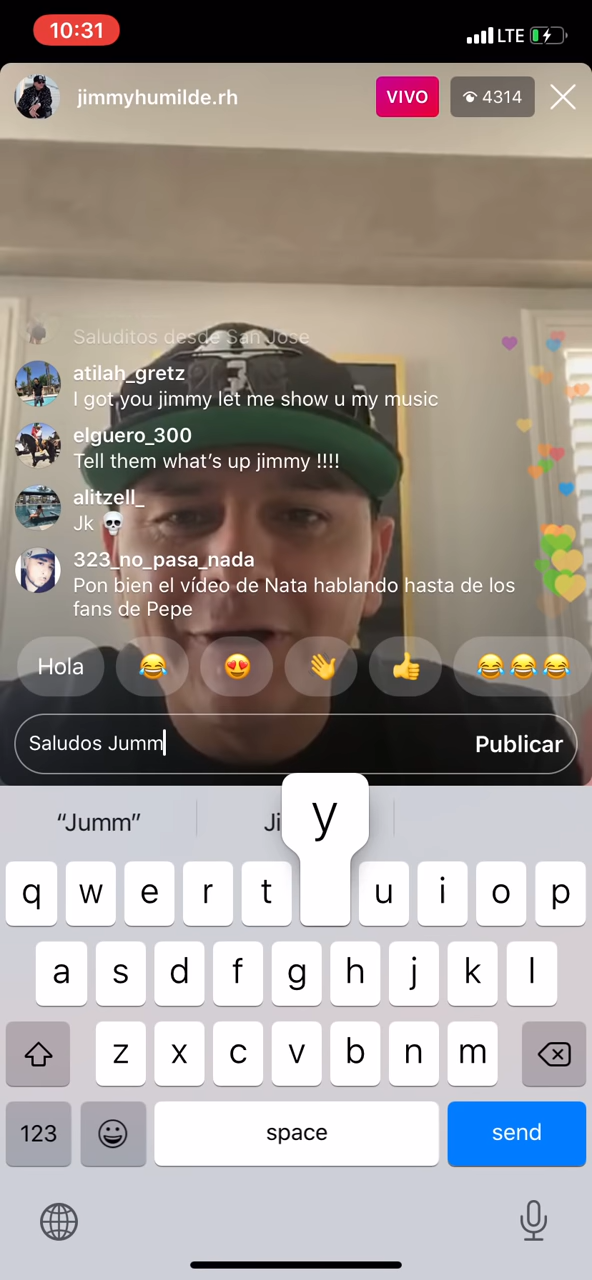 10:31
LTE
jimmyhumilde.rh
VIVO
4314
Saluditos desde San Jose
atilah_gretz
I got you jimmy let me show u my music
elguero_300
Tell them what's up jimmy !!!!
alitzell_
Jk 💀
323_no_pasa_nada
Pon bien el vídeo de Nata hablando hasta de los
fans de Pepe
Hola 😂 😍 👋 👍 😂😂😂
Saludos Jumm
Publicar
“Jumm” Ji
y
q w e r t u i o p
a s d f g h j k l
z x c v b n m
123 space send